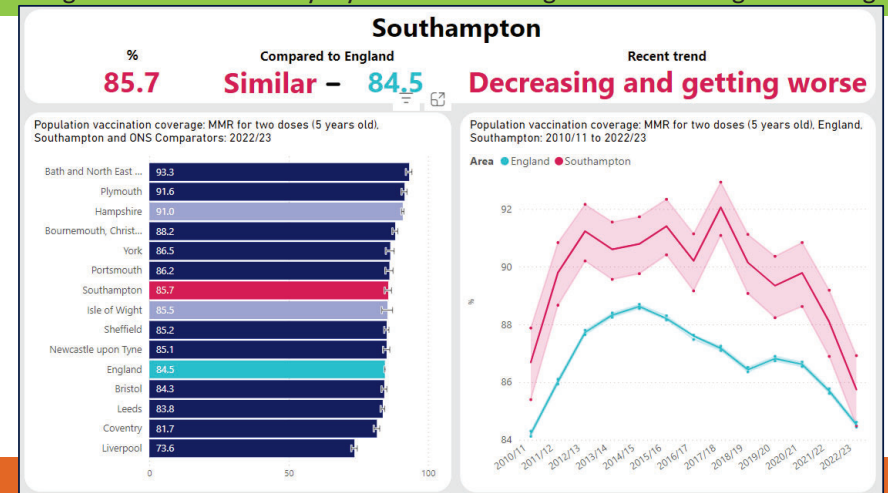 Southampton
% Compared to England Recent trend
85.7 Similar – 84.5 Decreasing and getting worse
Population vaccination coverage: MMR for two doses (5 years old),
Southampton and ONS Comparators: 2022/23
Bath and North East ... 93.3
Plymouth 91.6
Hampshire 91.0
Bournemouth, Christ... 88.2
York 86.5
Portsmouth 86.2
Southampton 85.7
Isle of Wight 85.5
Sheffield 85.2
Newcastle upon Tyne 85.1
England 84.5
Bristol 84.3
Leeds 83.8
Coventry 81.7
Liverpool 73.6
0 50 100
Population vaccination coverage: MMR for two doses (5 years old), England,
Southampton: 2010/11 to 2022/23
Area England Southampton
92
90
%
88
86
84
2010/11 2011/12 2012/13 2013/14 2014/15 2015/16 2016/17 2017/18 2018/19 2019/20 2020/21 2021/22 2022/23